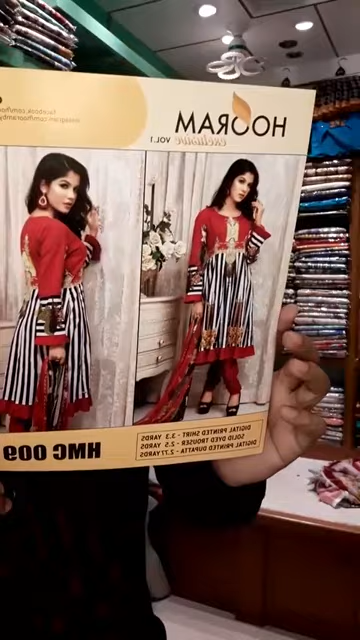 HOORAM
exclusive VOL.1
HMC 009
DIGITAL PRINTED SHIRT - 3.3 YARDS
SOLID DYED TROUSER - 2.5 YARDS
DIGITAL PRINTED DUPATTA - 2.77 YARDS